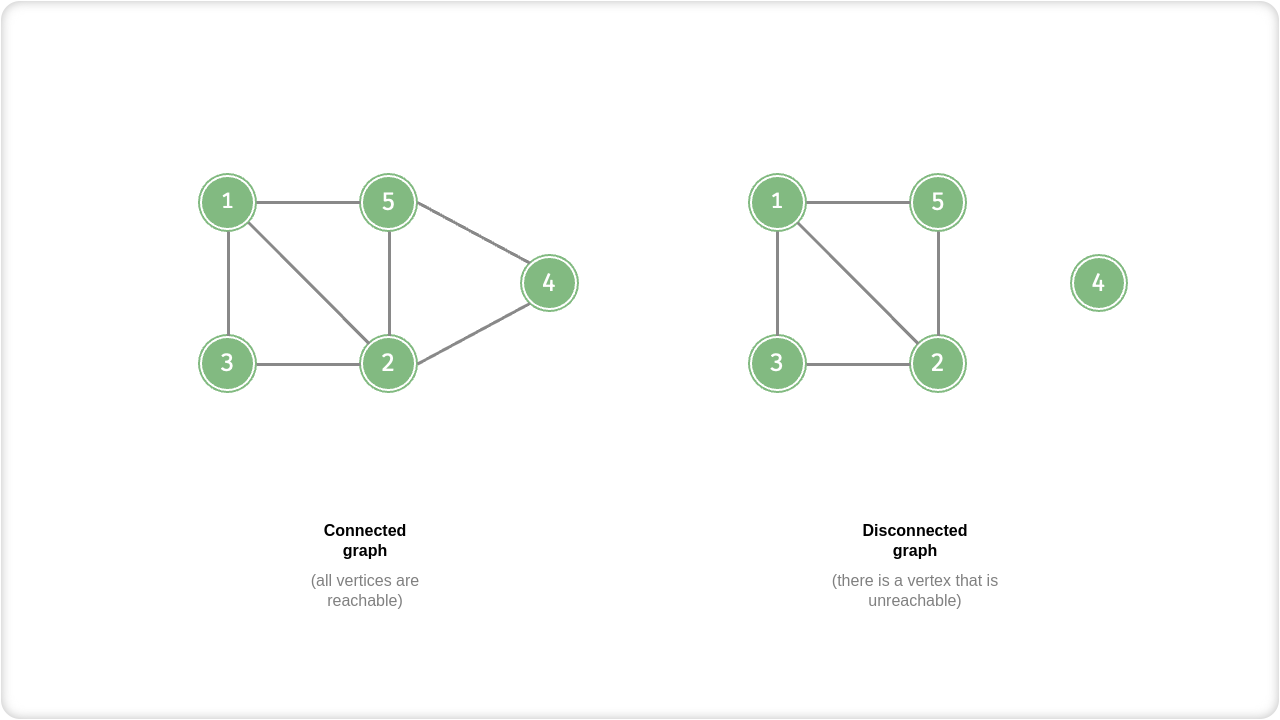 1
5
4
3
2
Connected
graph
(all vertices are
reachable)
1
5
4
3
2
Disconnected
graph
(there is a vertex that is
unreachable)